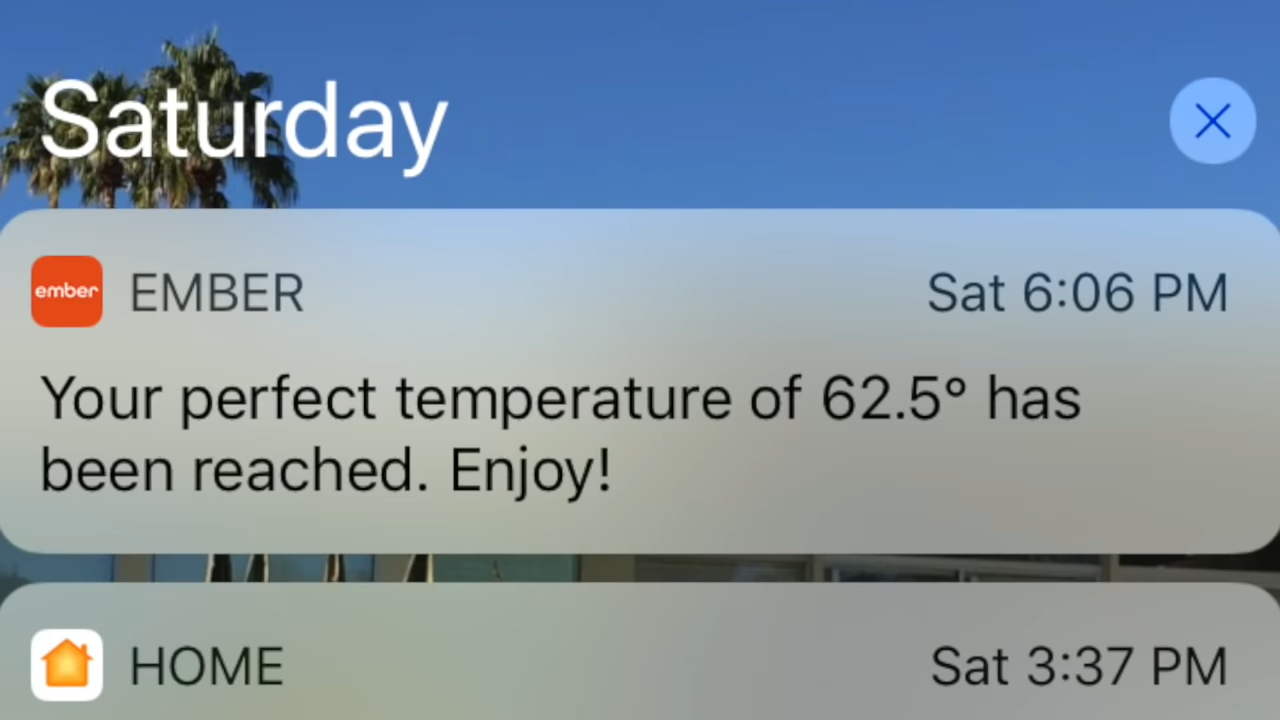 Saturday
ember EMBER Sat 6:06 PM
Your perfect temperature of 62.5° has
been reached. Enjoy!
HOME Sat 3:37 PM